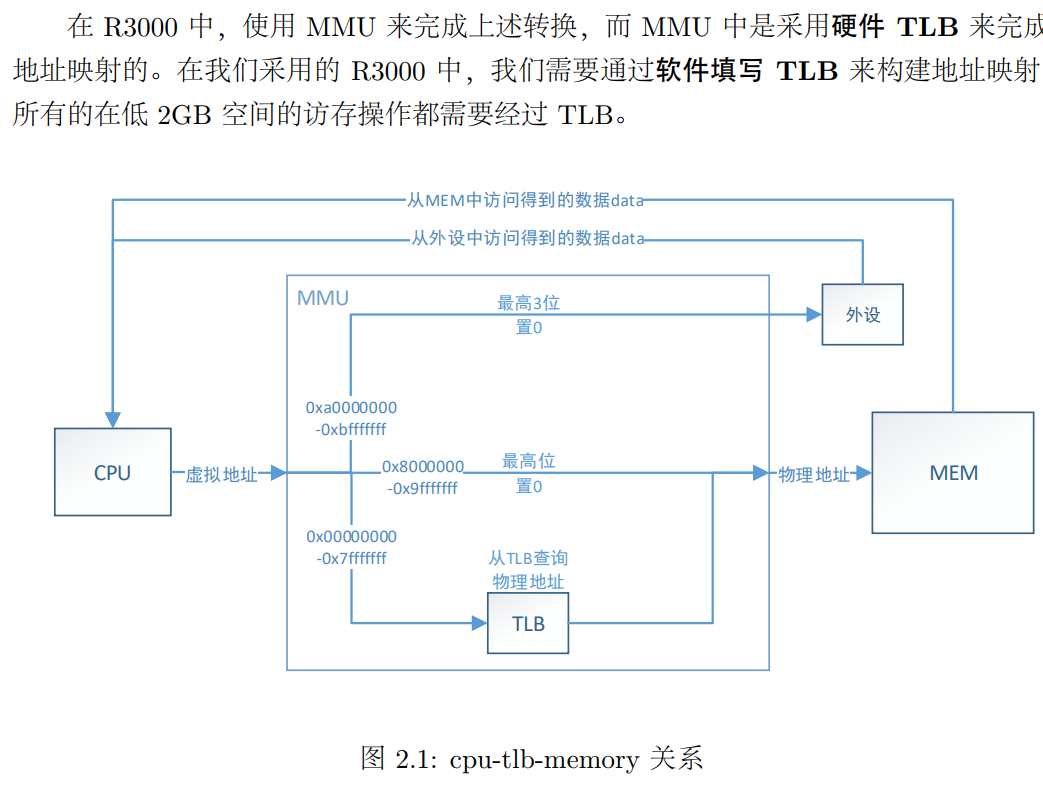 在 R3000 中，使用 MMU 来完成上述转换，而 MMU 中是采用硬件 TLB 来完成
地址映射的。在我们采用的 R3000 中，我们需要通过软件填写 TLB 来构建地址映射
所有的在低 2GB 空间的访存操作都需要经过 TLB。
从MEM中访问得到的数据data
从外设中访问得到的数据data
MMU
最高3位
置0
外设
0xa0000000
-0xbfffffff
CPU
虚拟地址
0x8000000
-0x9fffffff
最高位
置0
物理地址
MEM
0x00000000
-0x7fffffff
从TLB查询
物理地址
TLB
图 2.1: cpu-tlb-memory 关系